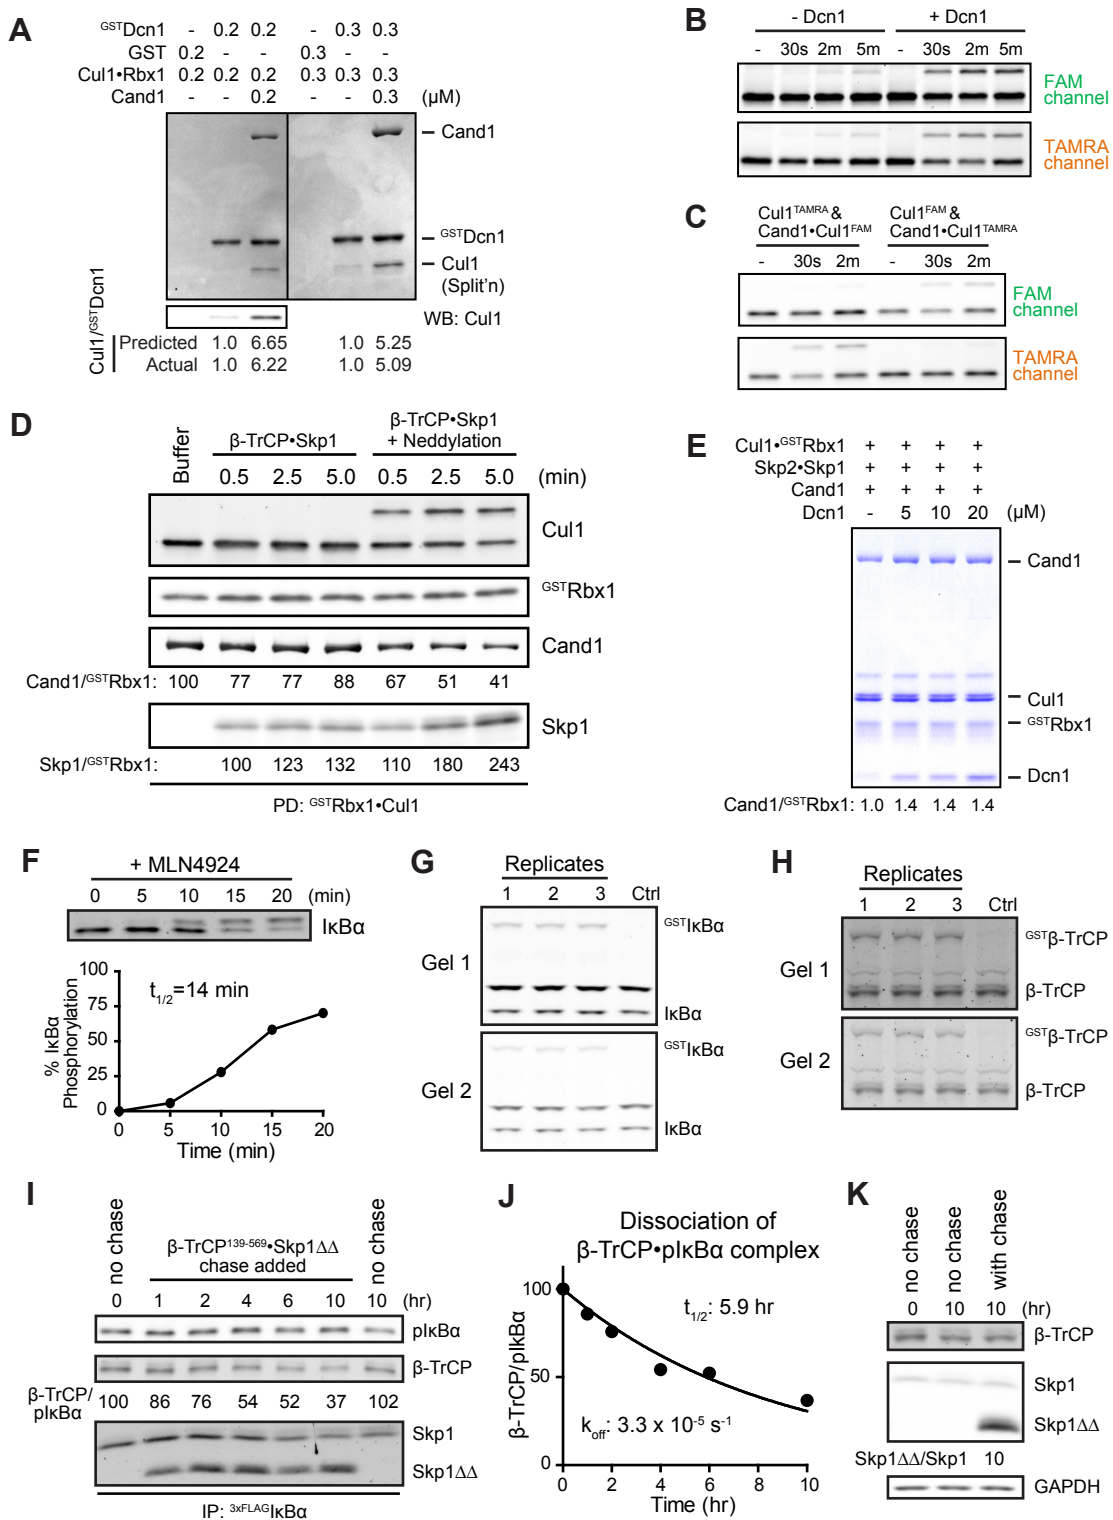 A
GSTDcn1 - 0.2 0.2 - 0.3 0.3
GST 0.2 - - 0.3 - -
Cul1•Rbx1 0.2 0.2 0.2 0.3 0.3 0.3
Cand1 - - 0.2 - - 0.3 (μM)
Cand1
GSTDcn1
Cul1
(Split'n)
WB: Cul1
Cul1/GSTDcn1
Predicted 1.0 6.65 1.0 5.25
Actual 1.0 6.22 1.0 5.09
B
- Dcn1 + Dcn1
- 30s 2m 5m - 30s 2m 5m
FAM
channel
TAMRA
channel
C
Cul1TAMRA & Cul1FAM &
Cand1•Cul1FAM Cand1•Cul1TAMRA
- 30s 2m - 30s 2m
FAM
channel
TAMRA
channel
D
Buffer
β-TrCP•Skp1
β-TrCP•Skp1
+ Neddylation
0.5 2.5 5.0 0.5 2.5 5.0 (min)
Cul1
GSTRbx1
Cand1
Cand1/GSTRbx1: 100 77 77 88 67 51 41
Skp1
Skp1/GSTRbx1: 100 123 132 110 180 243
PD: GSTRbx1•Cul1
E
Cul1•GSTRbx1 + + + +
Skp2•Skp1 + + + +
Cand1 + + + +
Dcn1 - 5 10 20 (μM)
Cand1
Cul1
GSTRbx1
Dcn1
Cand1/GSTRbx1: 1.0 1.4 1.4 1.4
F
+ MLN4924
0 5 10 15 20 (min)
IκBα
% IκBα
Phosphorylation
100
75
50
25
0
t1/2=14 min
0 5 10 15 20
Time (min)
G
Replicates
1 2 3 Ctrl
Gel 1
GSTIκBα
IκBα
Gel 2
GSTIκBα
IκBα
H
Replicates
1 2 3 Ctrl
Gel 1
GSTβ-TrCP
β-TrCP
Gel 2
GSTβ-TrCP
β-TrCP
I
no chase
β-TrCP139-569•Skp1ΔΔ
chase added
no chase
0 1 2 4 6 10 10 (hr)
pIκBα
β-TrCP
β-TrCP/
pIκBα
100 86 76 54 52 37 102
Skp1
Skp1ΔΔ
IP: 3xFLAGIκBα
J
Dissociation of
β-TrCP•pIκBα complex
β-TrCP/pIκBα
100
50
0
t1/2: 5.9 hr
koff: 3.3 x 10-5 s-1
0 2 4 6 8 10
Time (hr)
K
no chase
no chase
with chase
0 10 10 (hr)
β-TrCP
Skp1
Skp1ΔΔ
Skp1ΔΔ/Skp1 10
GAPDH